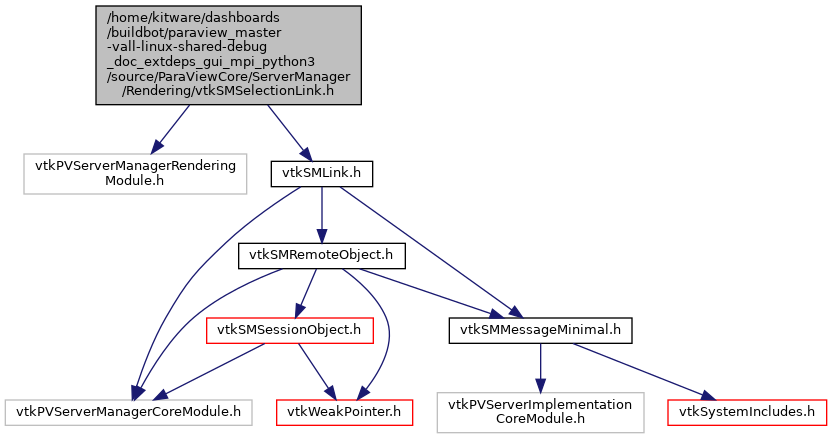 /home/kitware/dashboards
/buildbot/paraview_master
-vall-linux-shared-debug
_doc_extdeps_gui_mpi_python3
/source/ParaViewCore/ServerManager
/Rendering/vtkSMSelectionLink.h
vtkPVServerManagerRendering
Module.h
vtkSMLink.h
vtkSMRemoteObject.h
vtkSMSessionObject.h
vtkSMMessageMinimal.h
vtkPVServerManagerCoreModule.h
vtkWeakPointer.h
vtkPVServerImplementation
CoreModule.h
vtkSystemIncludes.h